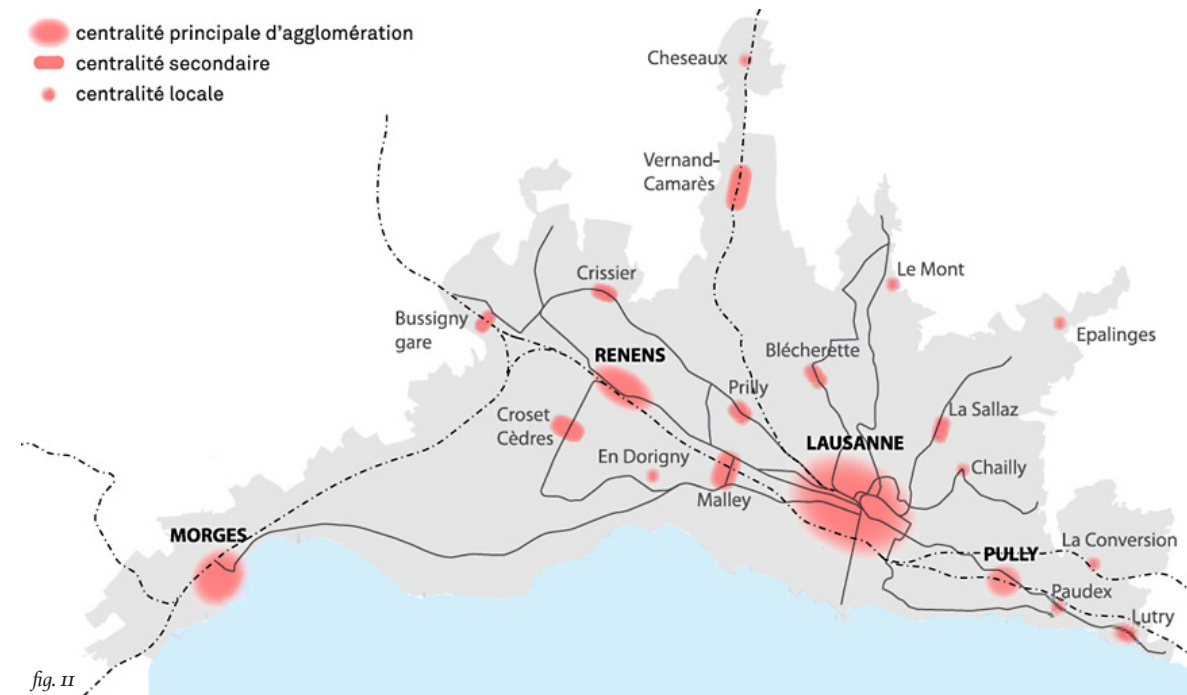 centralité principale d'agglomération
centralité secondaire
centralité locale
Cheseaux
Vernand-
Camarès
Le Mont
Crissier
Bussigny
gare
Epalinges
RENENS
Blécherette
Prilly
La Sallaz
Croset
Cèdres
LAUSANNE
En Dorigny
Chailly
Malley
MORGES
La Conversion
PULLY
Paudex
Lutry
fig. 11